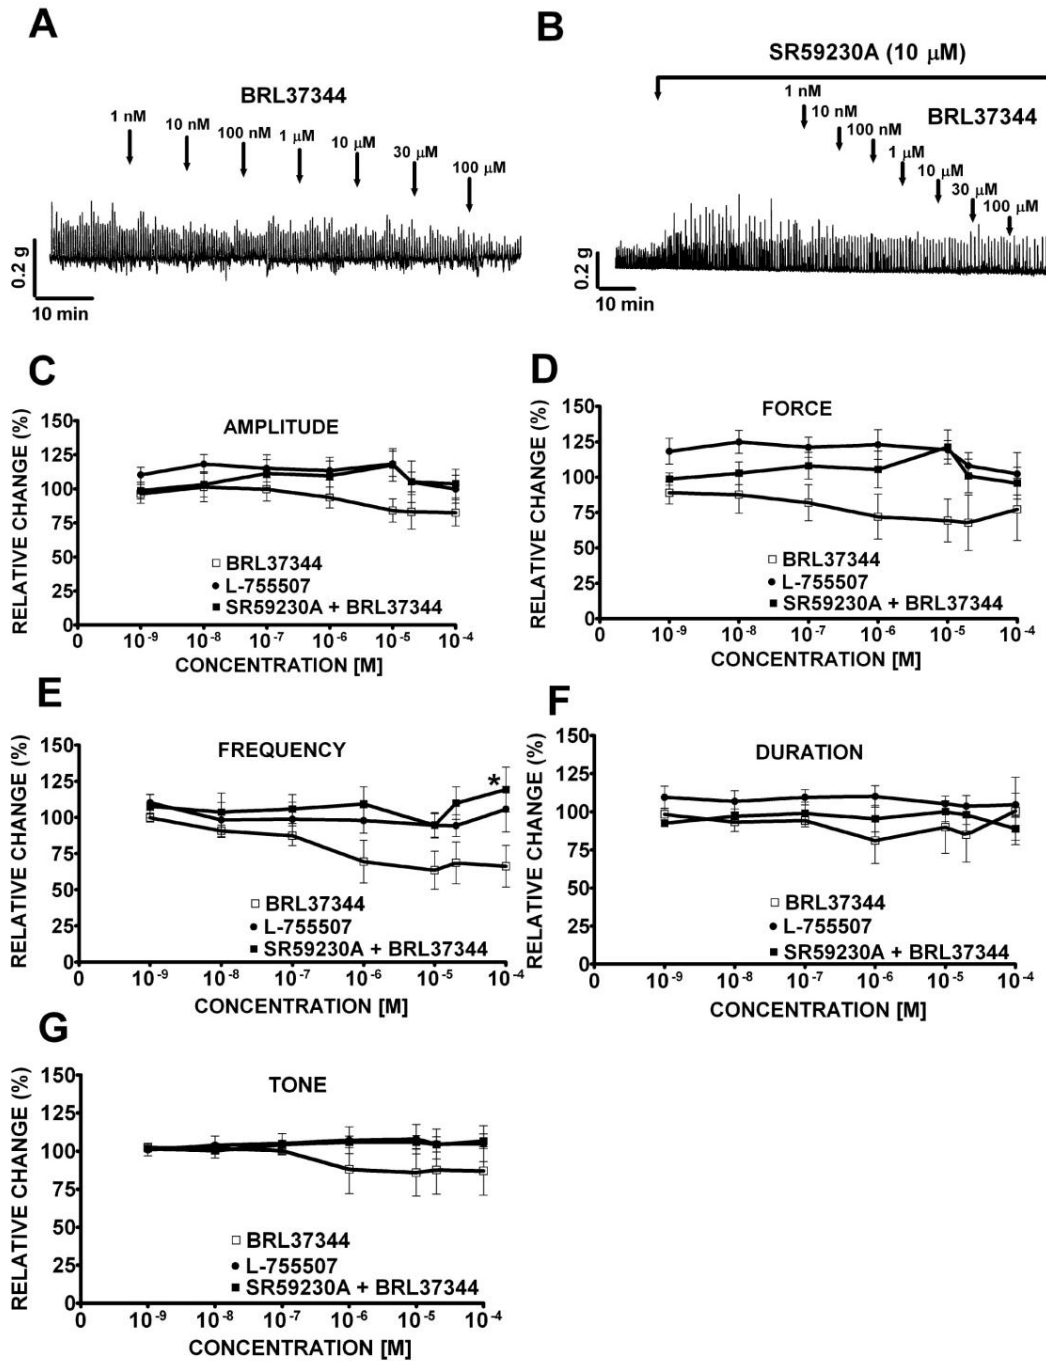 A
BRL37344
1 nM
10 nM
100 nM
1 μM
10 μM
30 μM
100 μM
0.2 g
10 min
B
SR59230A (10 μM)
1 nM
10 nM
100 nM
1 μM
10 μM
30 μM
100 μM
BRL37344
0.2 g
10 min
C
AMPLITUDE
RELATIVE CHANGE (%)
150
125
100
75
50
25
0
BRL37344
L-755507
SR59230A + BRL37344
0 10-9 10-8 10-7 10-6 10-5 10-4
CONCENTRATION [M]
D
FORCE
RELATIVE CHANGE (%)
150
125
100
75
50
25
0
BRL37344
L-755507
SR59230A + BRL37344
0 10-9 10-8 10-7 10-6 10-5 10-4
CONCENTRATION [M]
E
FREQUENCY
RELATIVE CHANGE (%)
150
125
100
75
50
25
0
*
BRL37344
L-755507
SR59230A + BRL37344
0 10-9 10-8 10-7 10-6 10-5 10-4
CONCENTRATION [M]
F
DURATION
RELATIVE CHANGE (%)
150
125
100
75
50
25
0
BRL37344
L-755507
SR59230A + BRL37344
0 10-9 10-8 10-7 10-6 10-5 10-4
CONCENTRATION [M]
G
TONE
RELATIVE CHANGE (%)
150
125
100
75
50
25
0
BRL37344
L-755507
SR59230A + BRL37344
0 10-9 10-8 10-7 10-6 10-5 10-4
CONCENTRATION [M]